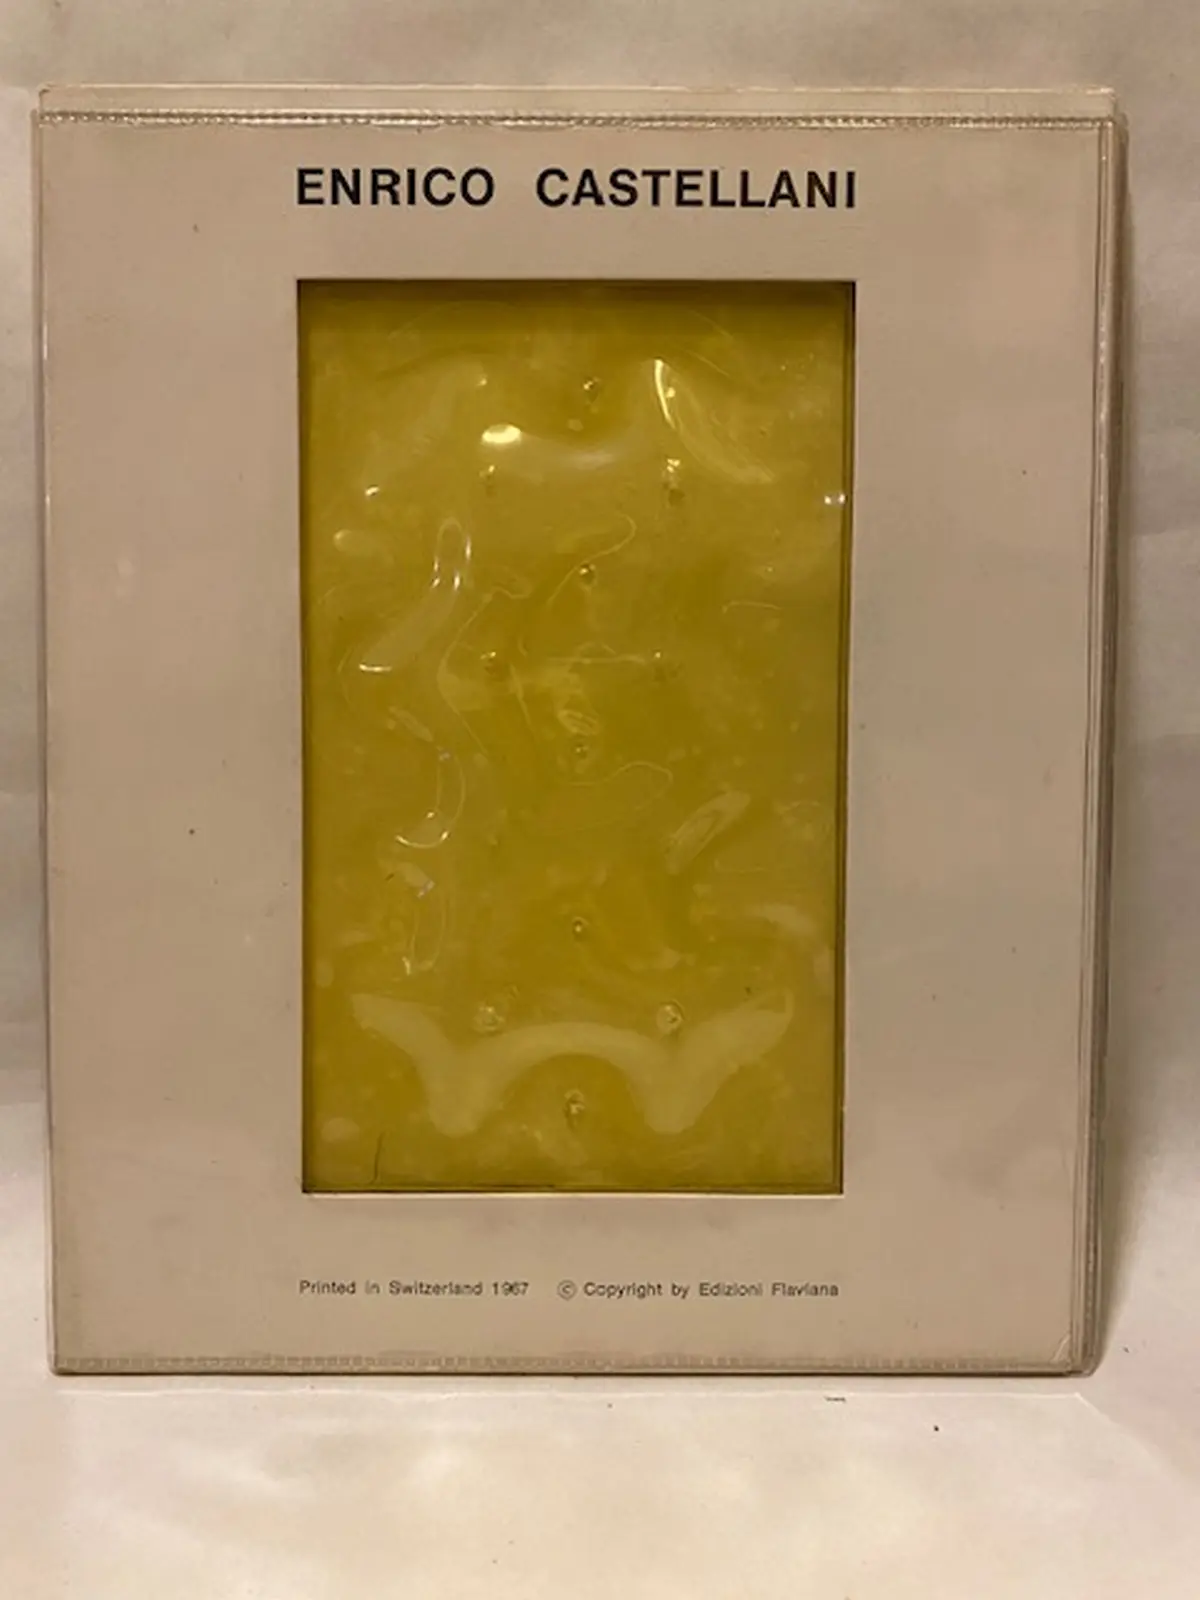 ENRICO CASTELLANI
Printed in Switzerland 1967 © Copyright by Edizioni Flaviana